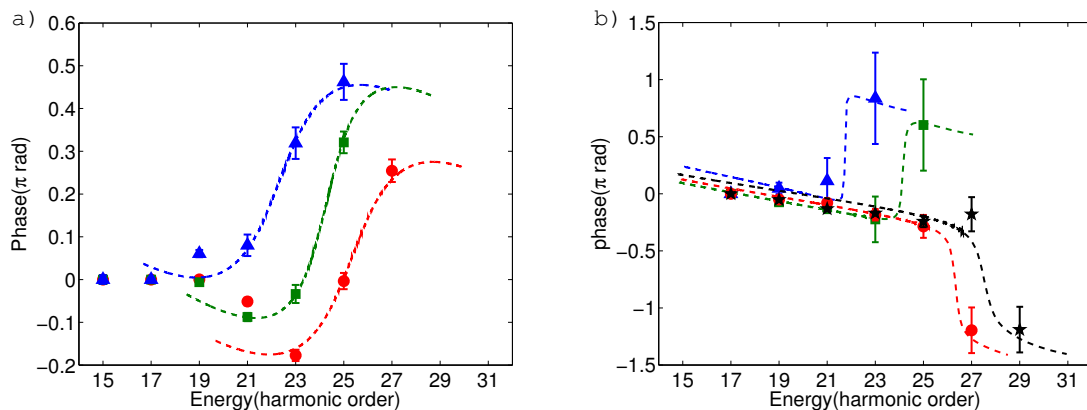 a)
Phase(π rad)
0.6
0.5
0.4
0.3
0.2
0.1
0
−0.1
−0.2
15 17 19 21 23 25 27 29 31
Energy(harmonic order)
b)
phase(π rad)
1.5
1
0.5
0
−0.5
−1
−1.5
15 17 19 21 23 25 27 29 31
Energy(harmonic order)